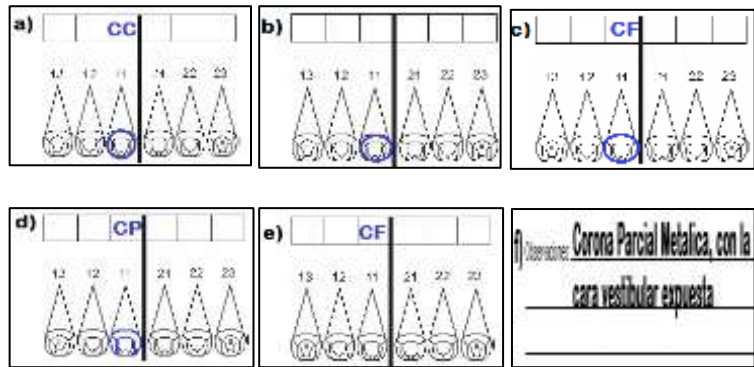 a) CC
13 12 11 21 22 23
b)
13 12 11 21 22 23
c) CF
13 12 11 21 22 23
d) CP
13 12 11 21 22 23
e) CF
13 12 11 21 22 23
f) Observaciones: Corona Parcial Metalica, con la
cara vestibular expuesta